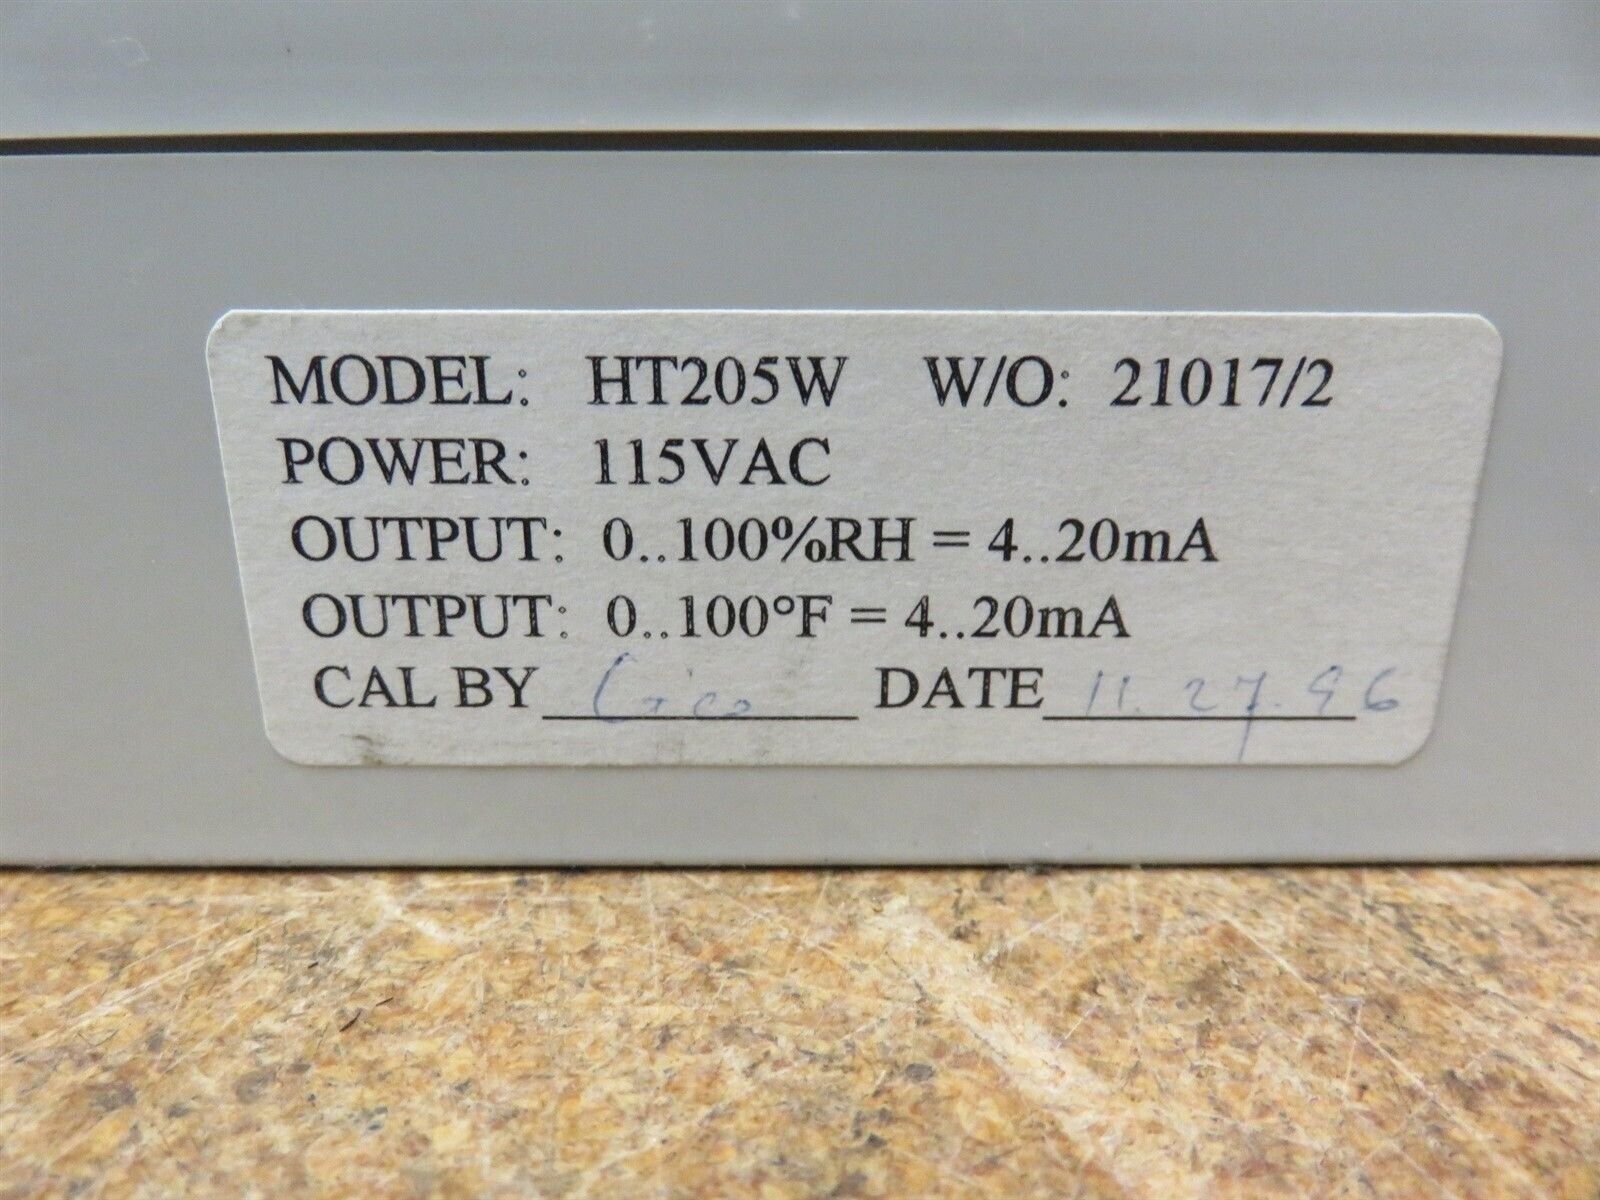 MODEL: HT205W W/O: 21017/2
POWER: 115VAC
OUTPUT: 0..100%RH = 4..20mA
OUTPUT: 0..100°F = 4..20mA
CAL BY DATE 11.27.96